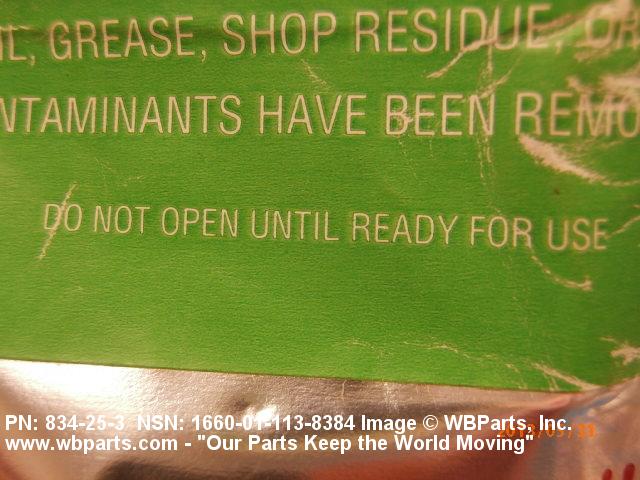 IL, GREASE, SHOP RESIDUE, OR
NTAMINANTS HAVE BEEN REMO
DO NOT OPEN UNTIL READY FOR USE
PN: 834-25-3 NSN: 1660-01-113-8384 Image © WBParts, Inc.
www.wbparts.com - "Our Parts Keep the World Moving"